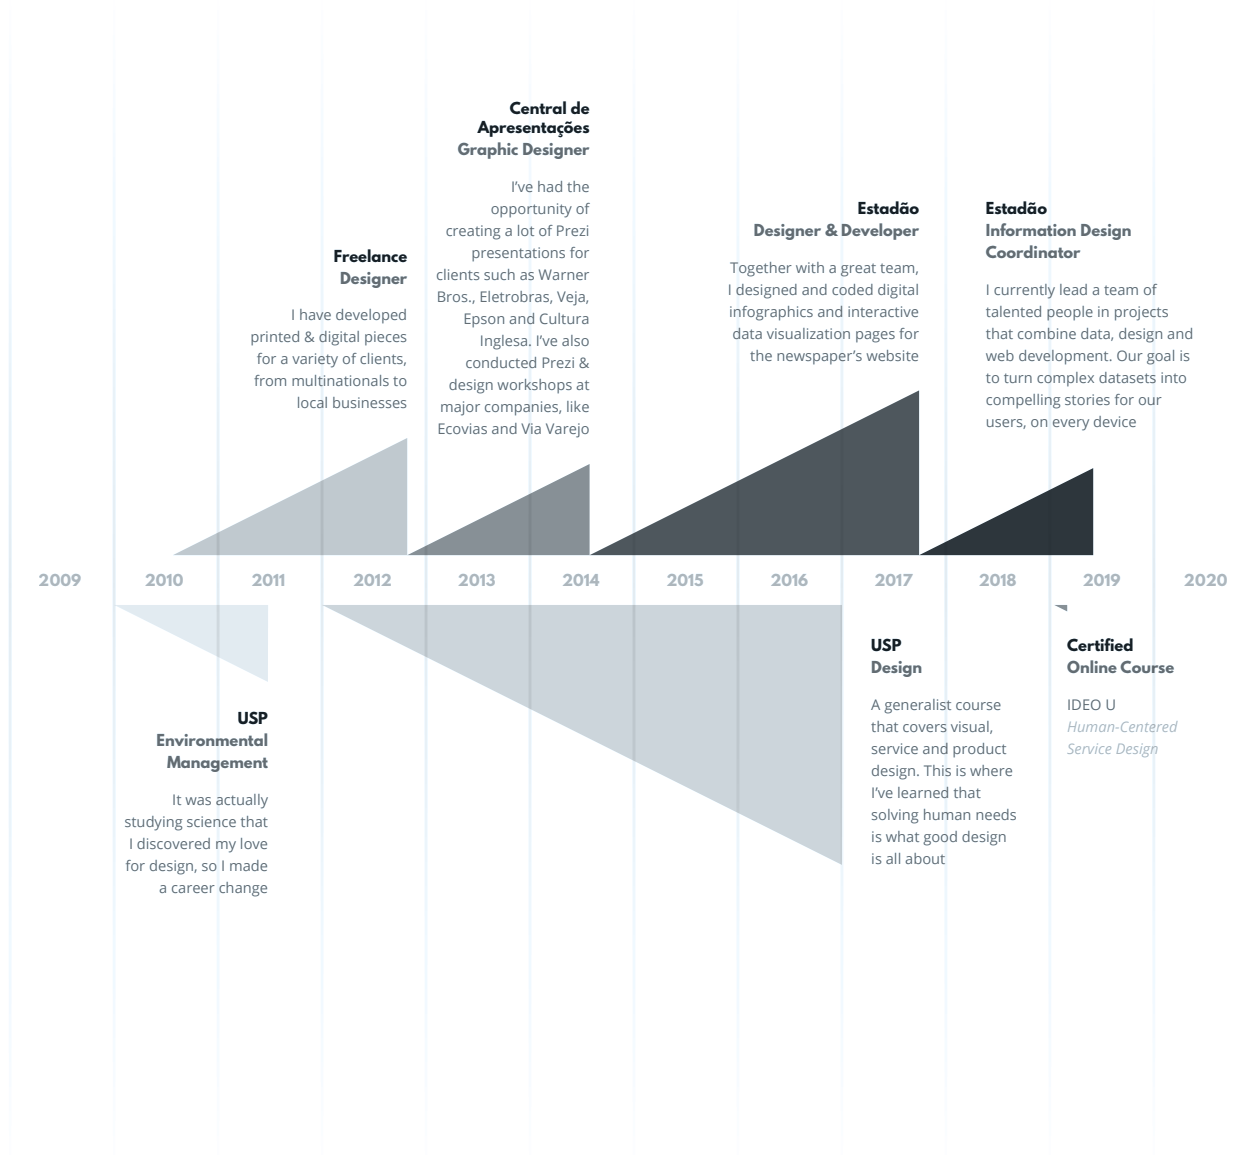 Central de
Apresentações
Graphic Designer
I've had the
opportunity of
creating a lot of Prezi
presentations for
clients such as Warner
Bros., Eletrobras, Veja,
Epson and Cultura
Inglesa. I've also
conducted Prezi &
design workshops at
major companies, like
Ecovias and Via Varejo
Freelance
Designer
I have developed
printed & digital pieces
for a variety of clients,
from multinationals to
local businesses
Estadão
Designer & Developer
Together with a great team,
I designed and coded digital
infographics and interactive
data visualization pages for
the newspaper's website
Estadão
Information Design
Coordinator
I currently lead a team of
talented people in projects
that combine data, design and
web development. Our goal is
to turn complex datasets into
compelling stories for our
users, on every device
2009 2010 2011 2012 2013 2014 2015 2016 2017 2018 2019 2020
USP
Environmental
Management
It was actually
studying science that
I discovered my love
for design, so I made
a career change
USP
Design
A generalist course
that covers visual,
service and product
design. This is where
I've learned that
solving human needs
is what good design
is all about
Certified
Online Course
IDEO U
Human-Centered
Service Design